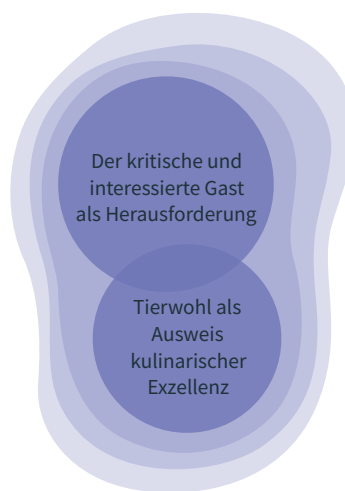 Der kritische und
interessierte Gast
als Herausforderung
Tierwohl als
Ausweis
kulinarischer
Exzellenz